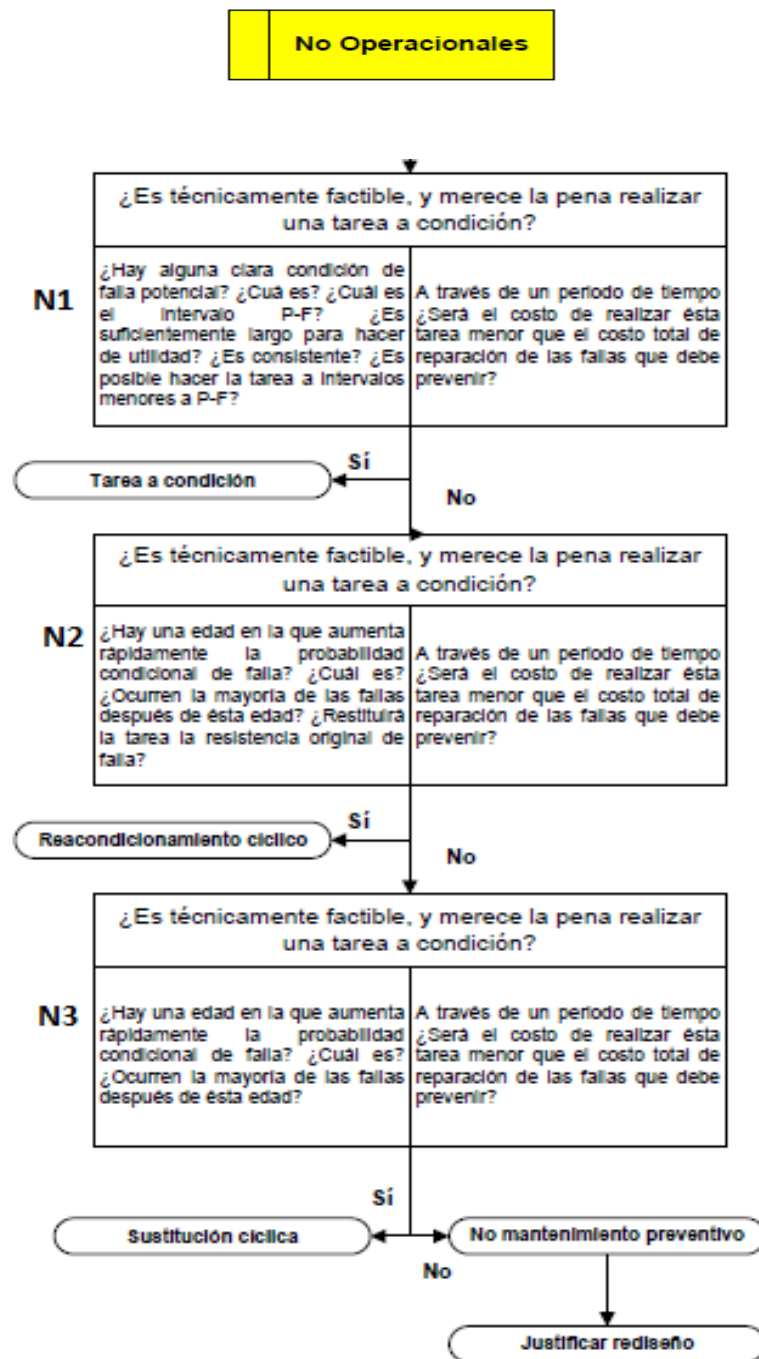 No Operacionales
¿Es técnicamente factible, y merece la pena realizar
una tarea a condición?
N1
¿Hay alguna clara condición de
falla potencial? ¿Cuál es? ¿Cuál es
el intervalo P-F? ¿Es
suficientemente largo para hacer
de utilidad? ¿Es consistente? ¿Es
posible hacer la tarea a intervalos
menores a P-F?
A través de un periodo de tiempo
¿Será el costo de realizar ésta
tarea menor que el costo total de
reparación de las fallas que debe
prevenir?
Sí
Tarea a condición
No
¿Es técnicamente factible, y merece la pena realizar
una tarea a condición?
N2
¿Hay una edad en la que aumenta
rápidamente la probabilidad
condicional de falla? ¿Cuál es?
¿Ocurren la mayoría de las fallas
después de ésta edad? ¿Restituirá
la tarea la resistencia original de
falla?
A través de un periodo de tiempo
¿Será el costo de realizar ésta
tarea menor que el costo total de
reparación de las fallas que debe
prevenir?
Sí
Reacondicionamiento cíclico
No
¿Es técnicamente factible, y merece la pena realizar
una tarea a condición?
N3
¿Hay una edad en la que aumenta
rápidamente la probabilidad
condicional de falla? ¿Cuál es?
¿Ocurren la mayoría de las fallas
después de ésta edad?
A través de un periodo de tiempo
¿Será el costo de realizar ésta
tarea menor que el costo total de
reparación de las fallas que debe
prevenir?
Sí
Sustitución cíclica
No mantenimiento preventivo
No
Justificar rediseño